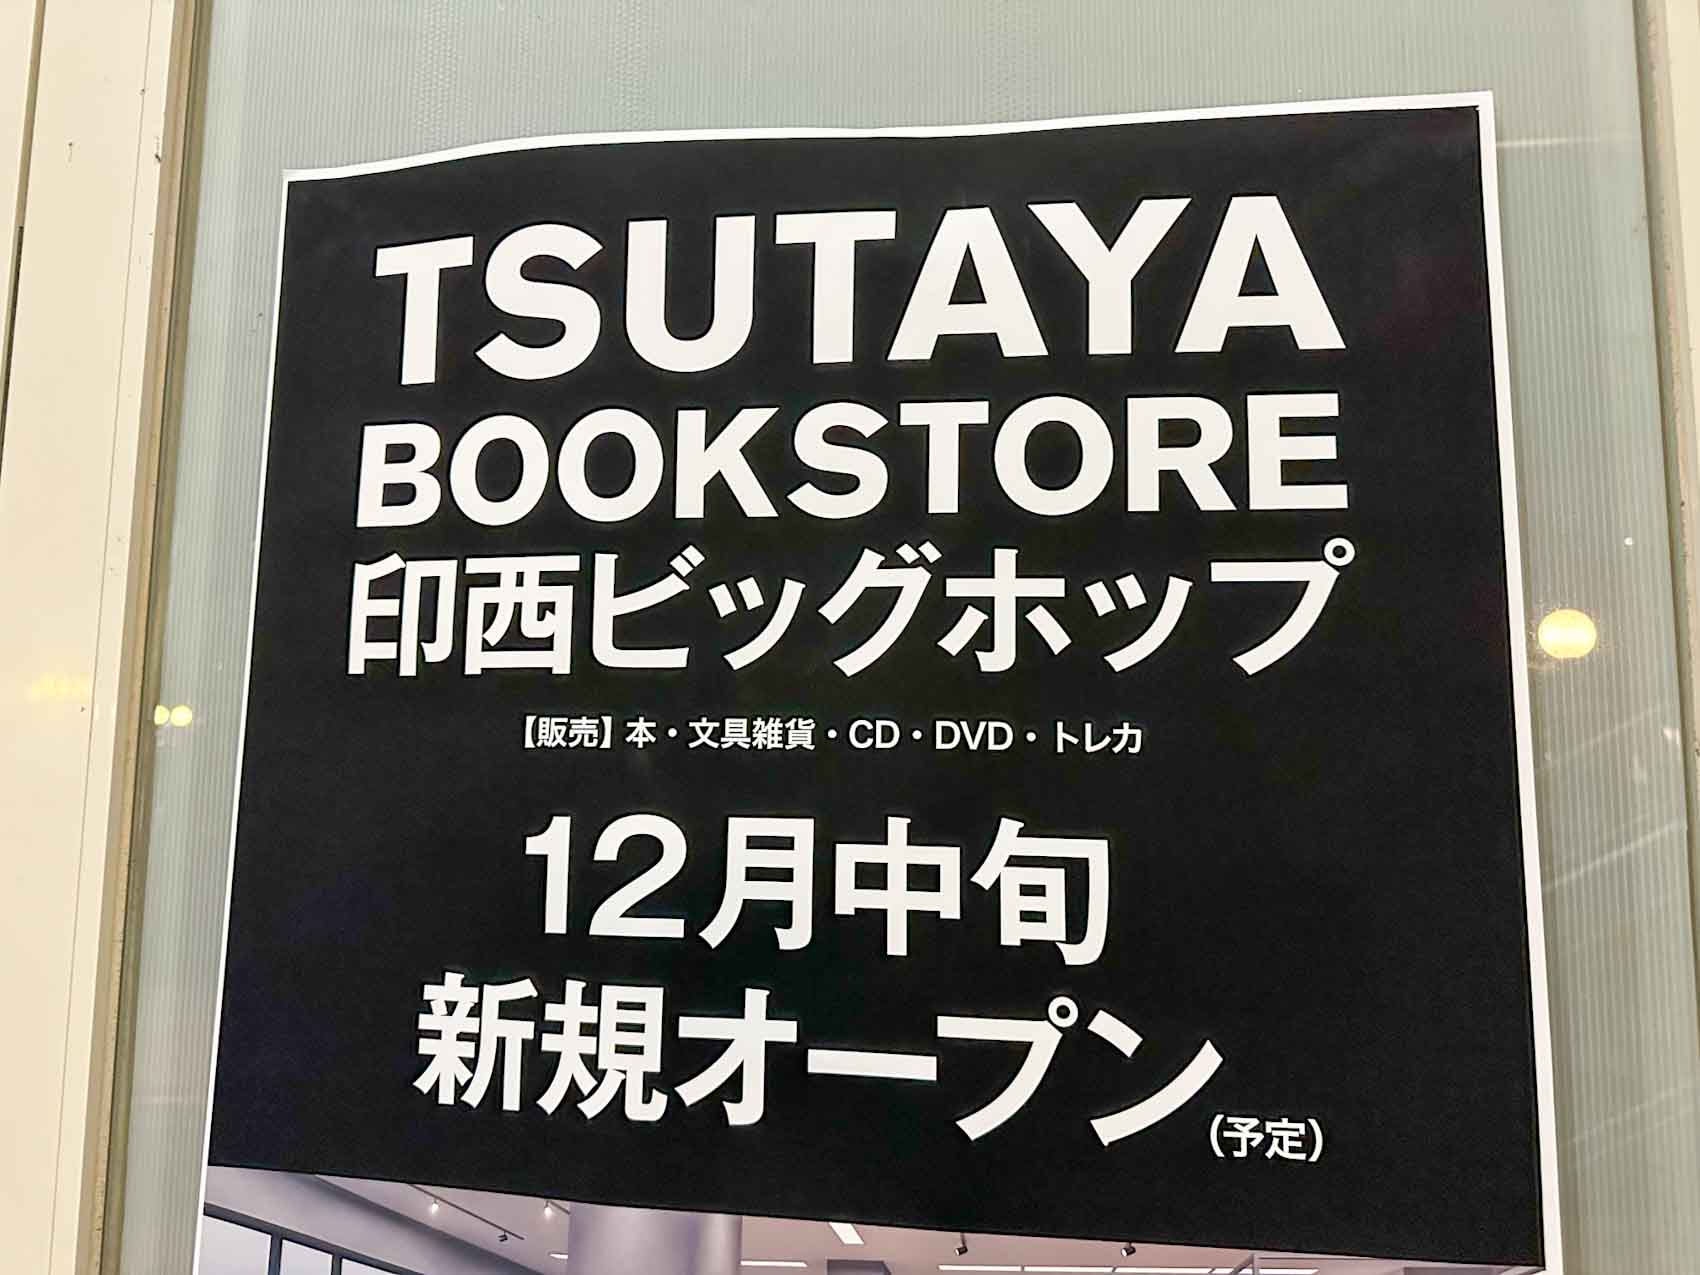 TSUTAYA
BOOKSTORE
印西ビッグホップ
【販売】本・文具雑貨・CD・DVD・トレカ
12月中旬
新規オープン(予定)